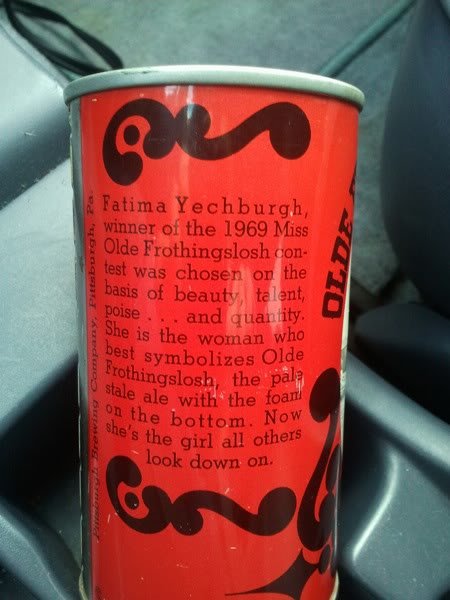 Fatima Yechburgh,
winner of the 1969 Miss
Olde Frothingslosh con-
test was chosen on the
basis of beauty, talent,
poise . . . and quantity.
She is the woman who
best symbolizes Olde
Frothingslosh, the pale
stale ale with the foam
on the bottom. Now
she's the girl all others
look down on.
Pittsburgh Brewing Company, Pittsburgh, Pa.
OLDE